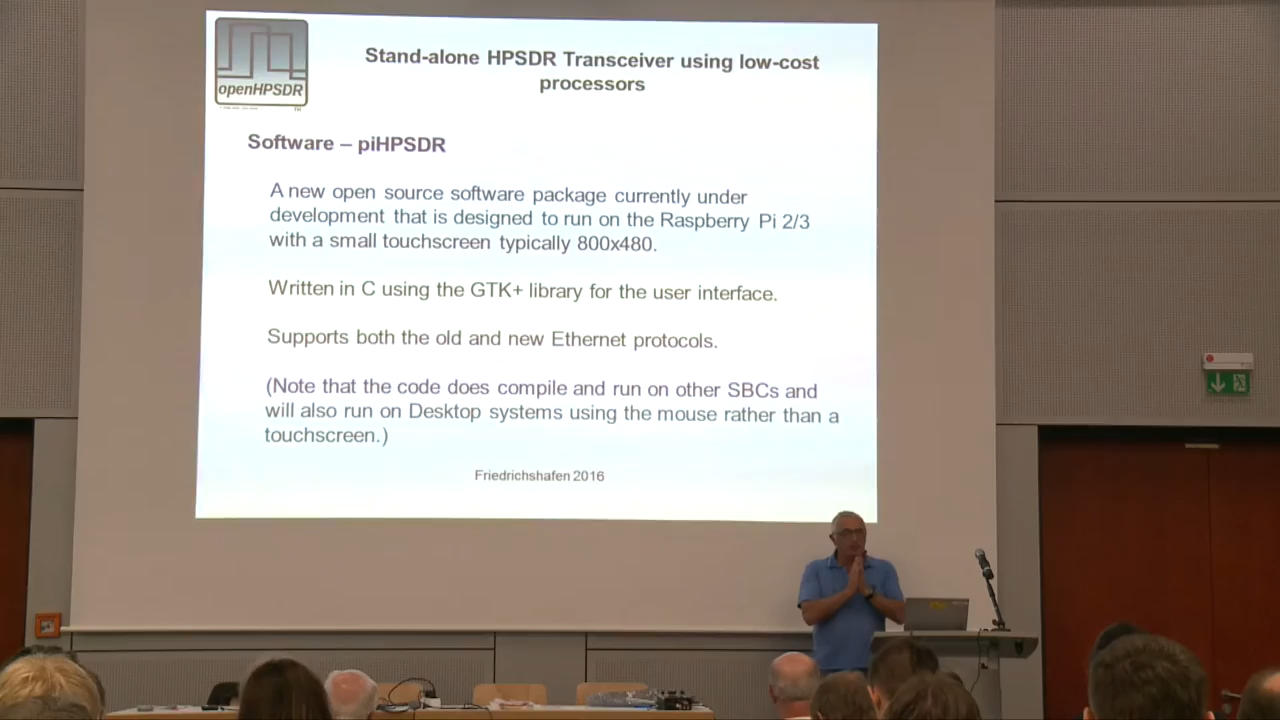 openHPSDR
TM
Stand-alone HPSDR Transceiver using low-cost
processors
Software – piHPSDR
A new open source software package currently under
development that is designed to run on the Raspberry Pi 2/3
with a small touchscreen typically 800x480.
Written in C using the GTK+ library for the user interface.
Supports both the old and new Ethernet protocols.
(Note that the code does compile and run on other SBCs and
will also run on Desktop systems using the mouse rather than a
touchscreen.)
Friedrichshafen 2016